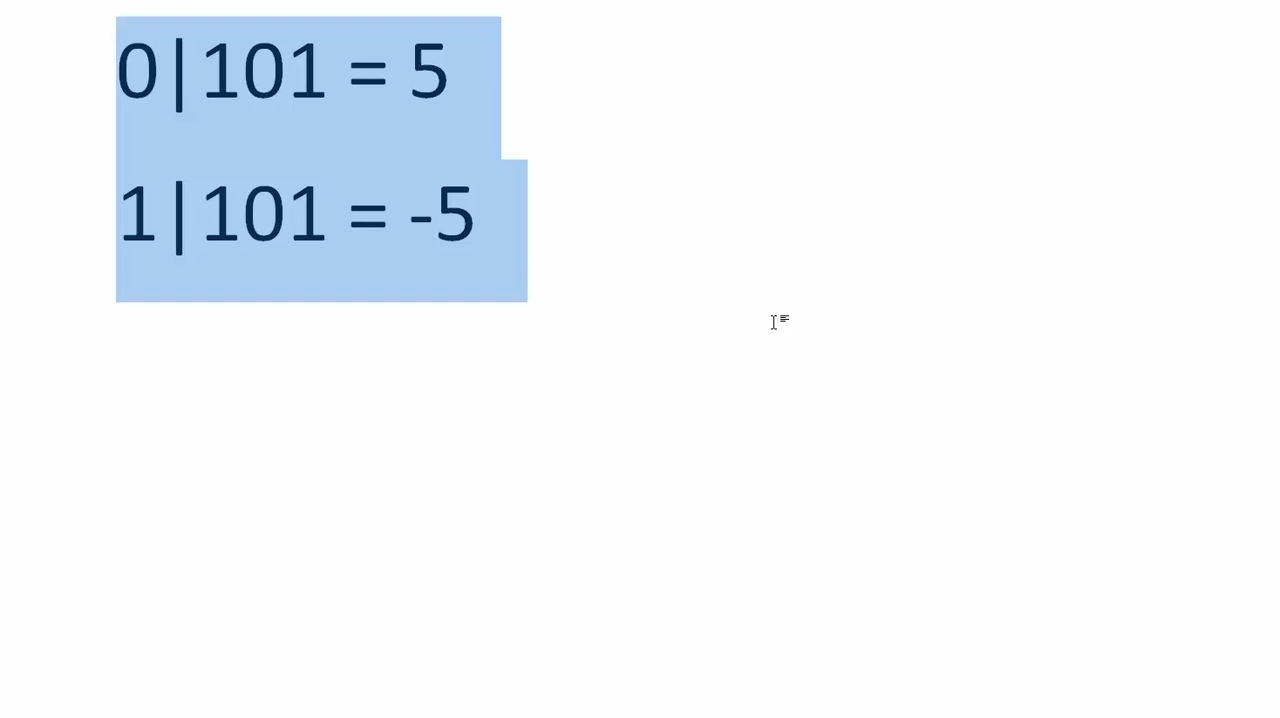 0|101 = 5
1|101 = -5